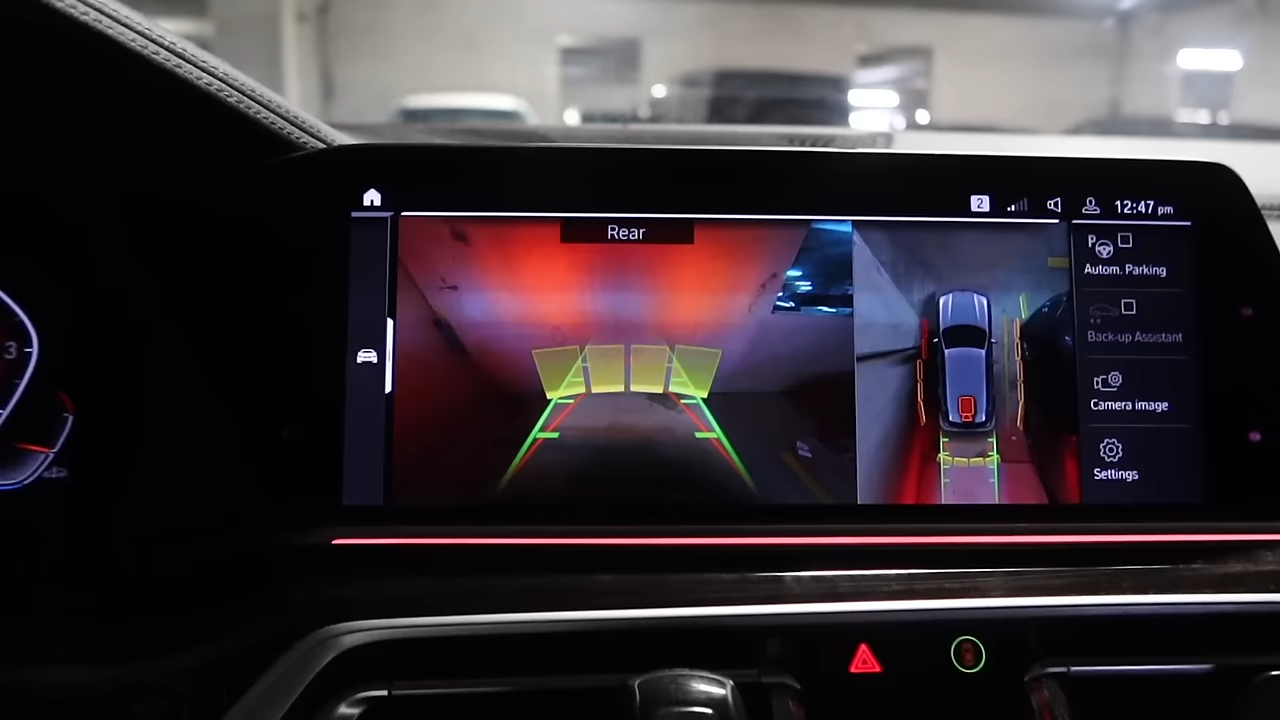 Rear
2
12:47 pm
P
Autom. Parking
Back-up Assistant
Camera image
Settings
3